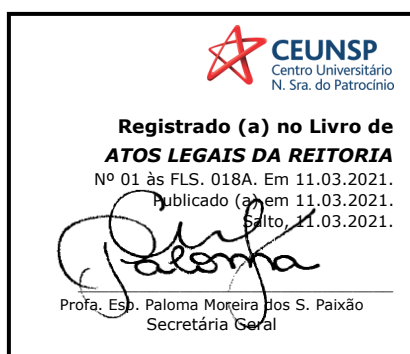 CEUNSP
Centro Universitário
N. Sra. do Patrocínio
Registrado (a) no Livro de
ATOS LEGAIS DA REITORIA
Nº 01 às FLS. 018A. Em 11.03.2021.
Publicado (a) em 11.03.2021.
Salto, 11.03.2021.
Paloma
Profa. Esp. Paloma Moreira dos S. Paixão
Secretária Geral